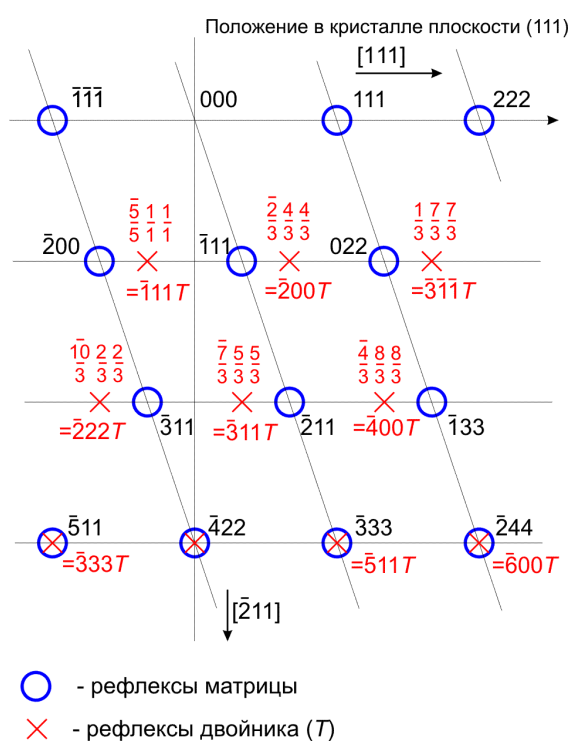 Положение в кристалле плоскости (111)
[111]
1̄1̄1̄ 000 111 222
5̄/5 1/1 1/1 2̄/3 4/3 4/3 1/3 7/3 7/3
2̄00 1̄11 022
=1̄11T =2̄00T =3̄1̄1̄T
1̄0̄/3 2/3 2/3 7̄/3 5/3 5/3 4̄/3 8/3 8/3
=2̄22T 3̄11 =3̄11T 2̄11 =4̄00T 1̄33
5̄11 4̄22 3̄33 2̄44
=3̄33T =5̄11T =6̄00T
[2̄11]
- рефлексы матрицы
- рефлексы двойника (T)